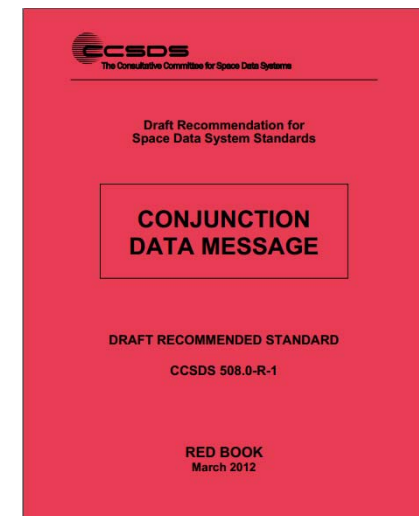 CCSDS
The Consultative Committee for Space Data Systems
Draft Recommendation for
Space Data System Standards
CONJUNCTION
DATA MESSAGE
DRAFT RECOMMENDED STANDARD
CCSDS 508.0-R-1
RED BOOK
March 2012